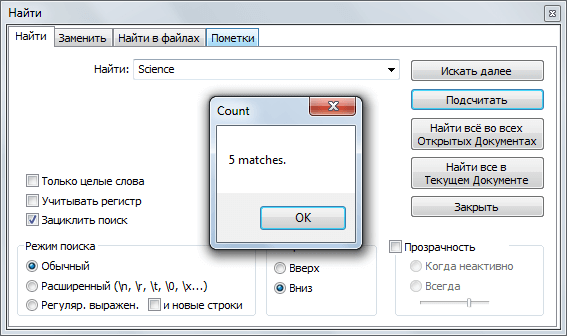 Найти
Найти Заменить Найти в файлах Пометки
Найти: Science
Искать далее
Подсчитать
Найти всё во всех
Открытых Документах
Найти все в
Текущем Документе
Закрыть
Count
5 matches.
OK
Только целые слова
Учитывать регистр
Зациклить поиск
Режим поиска
Обычный
Расширенный (\n, \r, \t, \0, \x...)
Регуляр. выражен. и новые строки
Вверх
Вниз
Прозрачность
Когда неактивно
Всегда